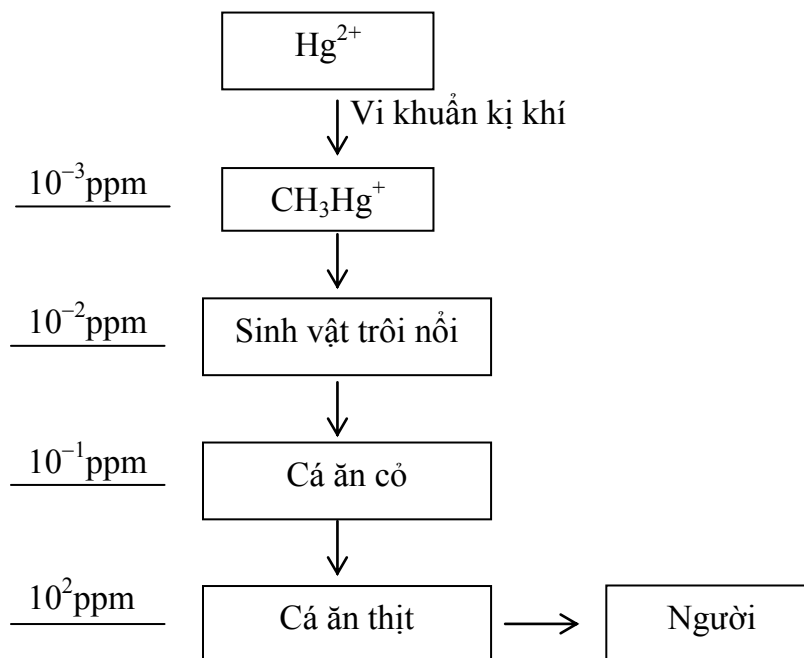 Hg²⁺
Vi khuẩn kị khí
10⁻³ppm
CH₃Hg⁺
10⁻²ppm
Sinh vật trôi nổi
10⁻¹ppm
Cá ăn cỏ
10²ppm
Cá ăn thịt
Người